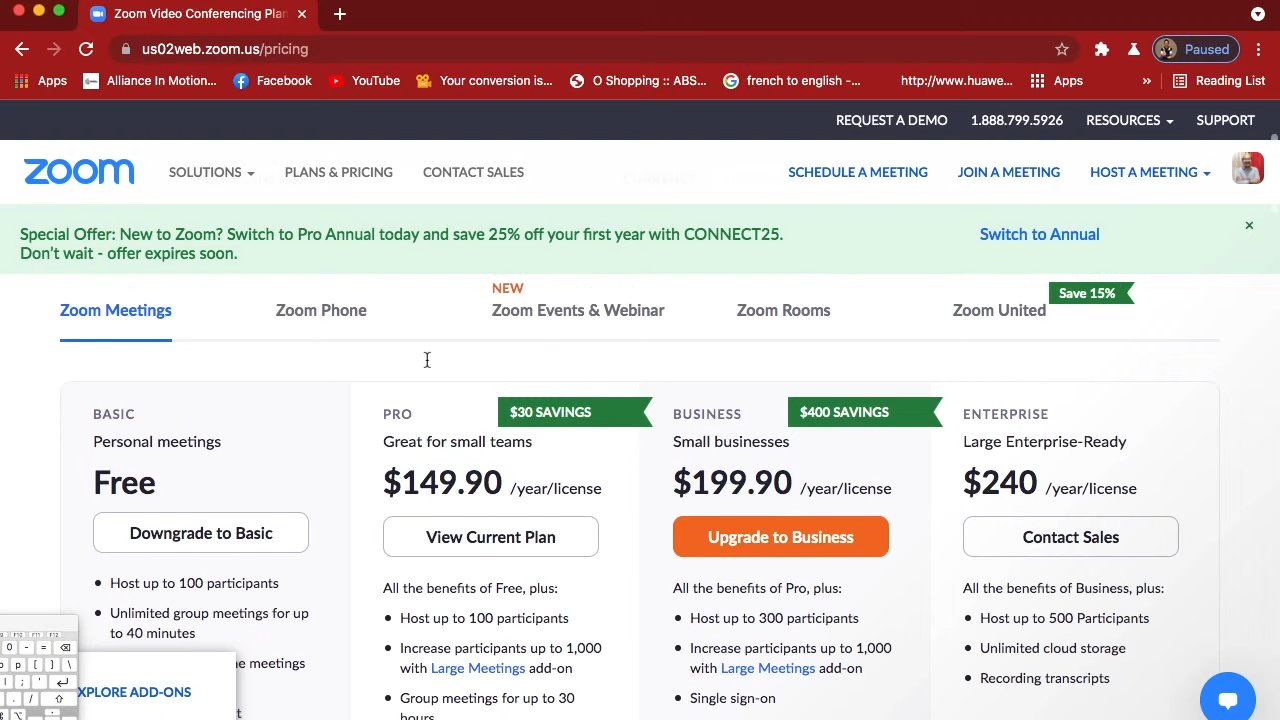 Zoom Video Conferencing Plan
us02web.zoom.us/pricing
Paused
Apps
Alliance In Motion...
Facebook
YouTube
Your conversion is...
O Shopping :: ABS...
french to english -...
http://www.huawe...
Apps
»
Reading List
REQUEST A DEMO
1.888.799.5926
RESOURCES
SUPPORT
zoom
SOLUTIONS
PLANS & PRICING
CONTACT SALES
SCHEDULE A MEETING
JOIN A MEETING
HOST A MEETING
Special Offer: New to Zoom? Switch to Pro Annual today and save 25% off your first year with CONNECT25.
Don't wait - offer expires soon.
Switch to Annual
Zoom Meetings
Zoom Phone
NEW
Zoom Events & Webinar
Zoom Rooms
Zoom United
Save 15%
BASIC
Personal meetings
Free
Downgrade to Basic
• Host up to 100 participants
• Unlimited group meetings for up
to 40 minutes
e meetings
t
PRO
$30 SAVINGS
Great for small teams
$149.90 /year/license
View Current Plan
All the benefits of Free, plus:
• Host up to 100 participants
• Increase participants up to 1,000
with Large Meetings add-on
• Group meetings for up to 30
hours
BUSINESS
$400 SAVINGS
Small businesses
$199.90 /year/license
Upgrade to Business
All the benefits of Pro, plus:
• Host up to 300 participants
• Increase participants up to 1,000
with Large Meetings add-on
• Single sign-on
ENTERPRISE
Large Enterprise-Ready
$240 /year/license
Contact Sales
All the benefits of Business, plus:
• Host up to 500 Participants
• Unlimited cloud storage
• Recording transcripts
XPLORE ADD-ONS
F10 F11 F12
0 - =
p [ ] \
l ; '
. /